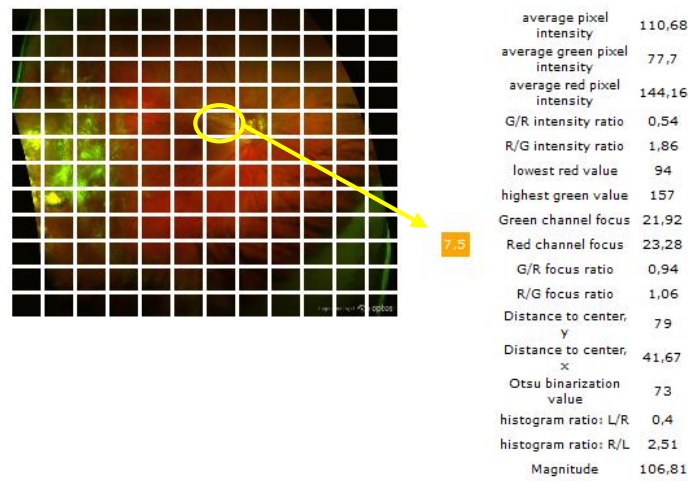 average pixel
intensity
110,68
average green pixel
intensity
77,7
average red pixel
intensity
144,16
G/R intensity ratio 0,54
R/G intensity ratio 1,86
lowest red value 94
highest green value 157
Green channel focus 21,92
7,5
Red channel focus 23,28
G/R focus ratio 0,94
R/G focus ratio 1,06
Distance to center,
y
79
Distance to center,
x
41,67
optos
Otsu binarization
value
73
histogram ratio: L/R 0,4
histogram ratio: R/L 2,51
Magnitude 106,81